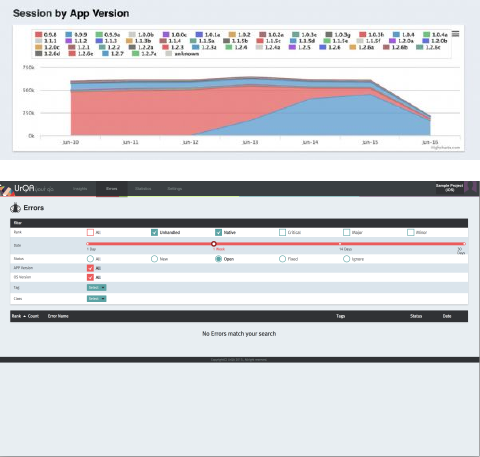 Session by App Version
0.9.8 0.9.9 0.9.9a 1.0.0b 1.0.0c 1.0.1a 1.0.2 1.0.2a 1.0.3c 1.0.3g 1.0.3h 1.0.4 1.0.4a
1.1.1 1.1.2 1.1.3 1.1.3b 1.1.4 1.1.5a 1.1.5b 1.1.5c 1.1.5d 1.1.5e 1.1.5f 1.2.0a 1.2.0b
1.2.0c 1.2.1 1.2.2 1.2.2a 1.2.3 1.2.3a 1.2.4 1.2.4a 1.2.5 1.2.6 1.2.6a 1.2.6b 1.2.6c
1.2.6d 1.2.6e 1.2.7 1.2.7a unknown
750k
500k
250k
0k
jun-10 jun-11 jun-12 jun-13 jun-14 jun-15 jun-16
Highcharts.com
UrQA Insights Errors Statistics Settings Sample Project (iOS)
Errors
Filter
Rank All Unhandled Native Critical Major Minor
Date 1 Day 1 Week 14 Days 30 Days
Status All New Open Fixed Ignore
APP Version All
OS Version All
Tag Select
Class Select
Rank Count Error Name Tags Status Date
No Errors match your search